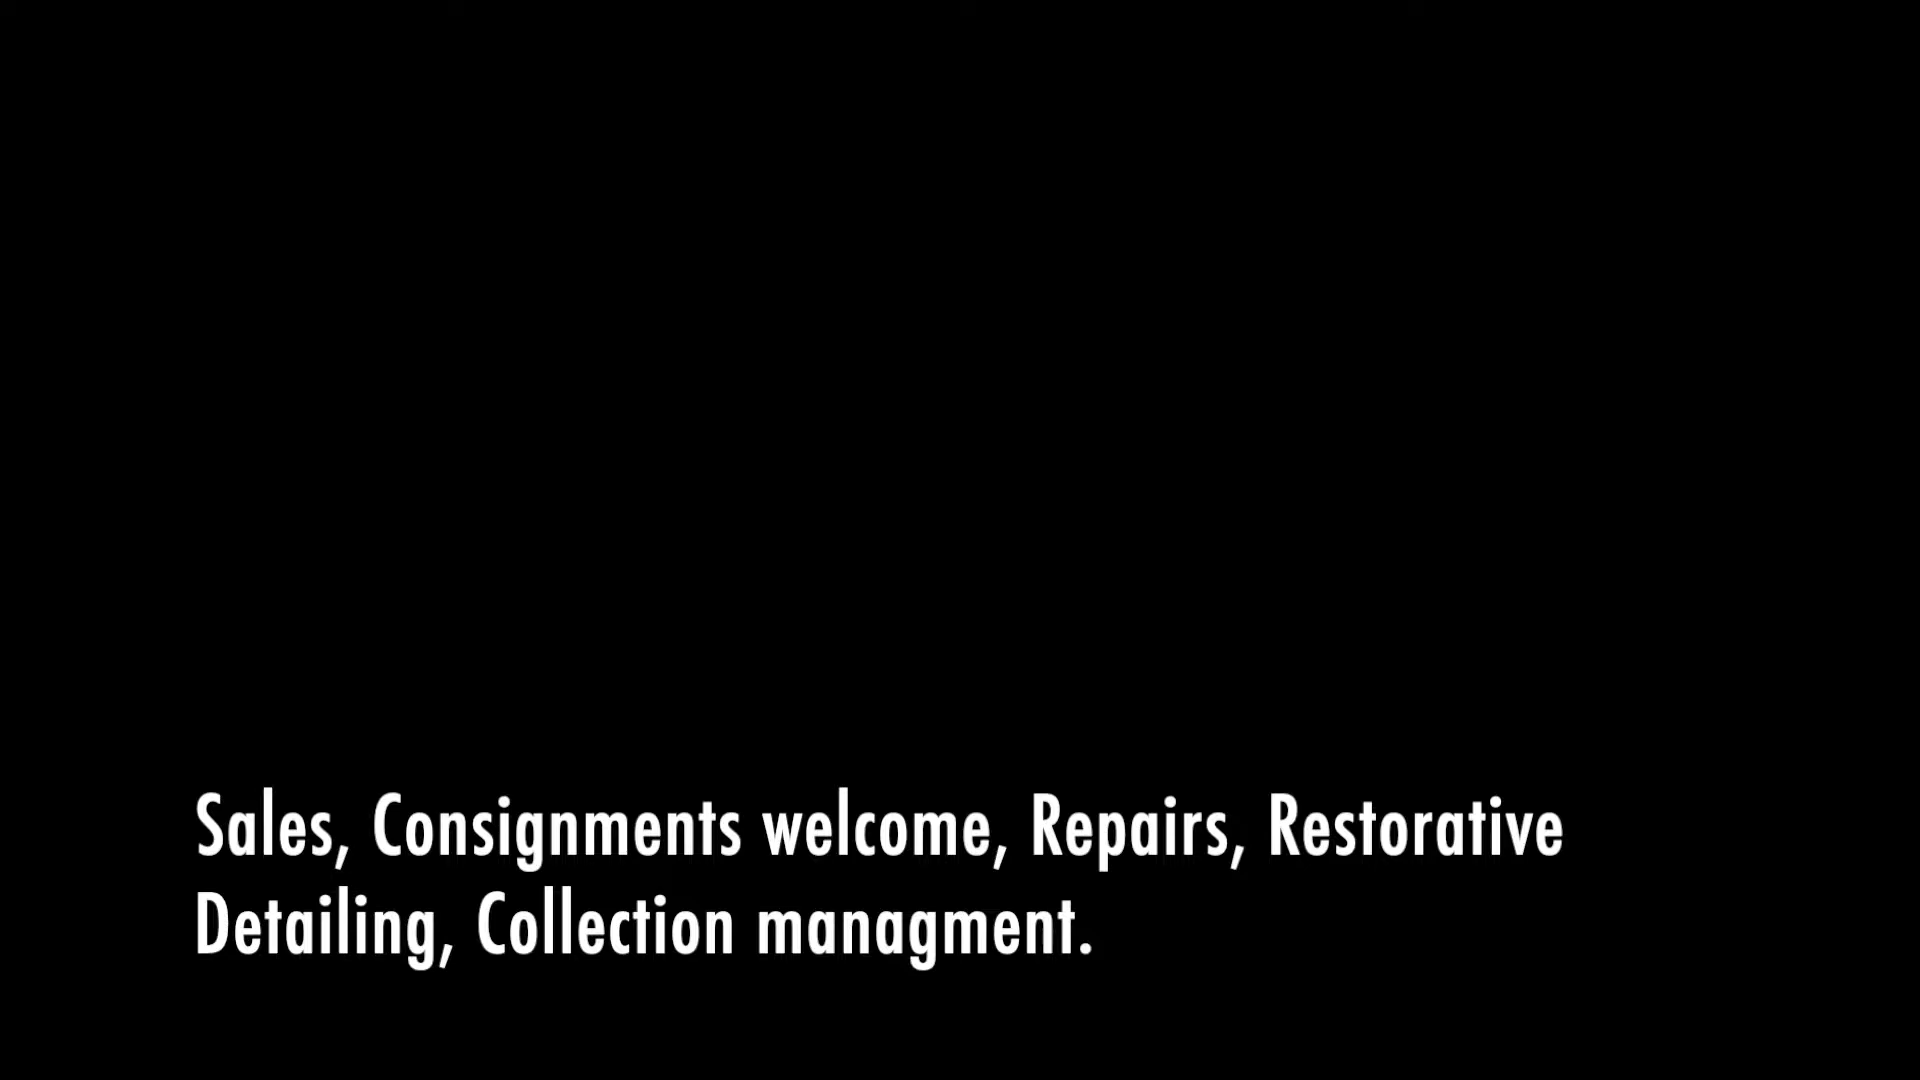 Sales, Consignments welcome, Repairs, Restorative
Detailing, Collection managment.